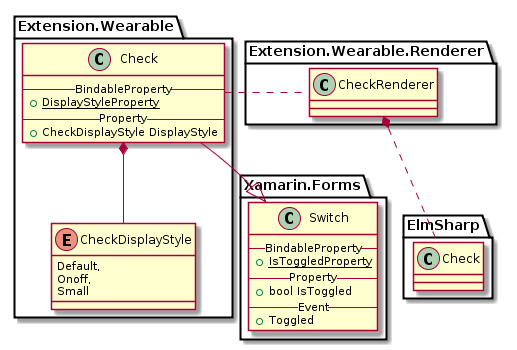 Extension.Wearable
C Check
BindableProperty
DisplayStyleProperty
Property
CheckDisplayStyle DisplayStyle
E CheckDisplayStyle
Default,
Onoff,
Small
Extension.Wearable.Renderer
C CheckRenderer
Xamarin.Forms
C Switch
BindableProperty
IsToggledProperty
Property
bool IsToggled
Event
Toggled
ElmSharp
C Check